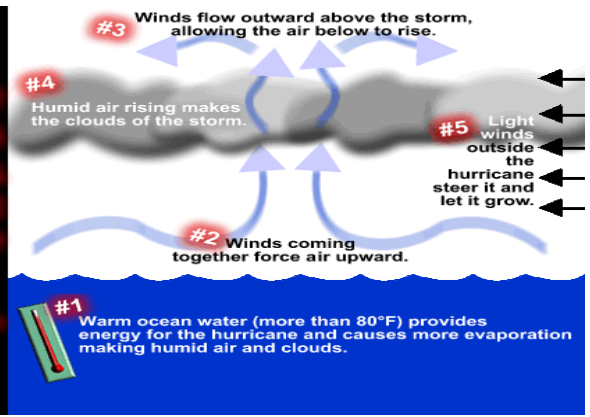 #3
Winds flow outward above the storm,
allowing the air below to rise.
#4
Humid air rising makes
the clouds of the storm.
#5
Light
winds
outside
the
hurricane
steer it and
let it grow.
#2
Winds coming
together force air upward.
#1
Warm ocean water (more than 80°F) provides
energy for the hurricane and causes more evaporation
making humid air and clouds.